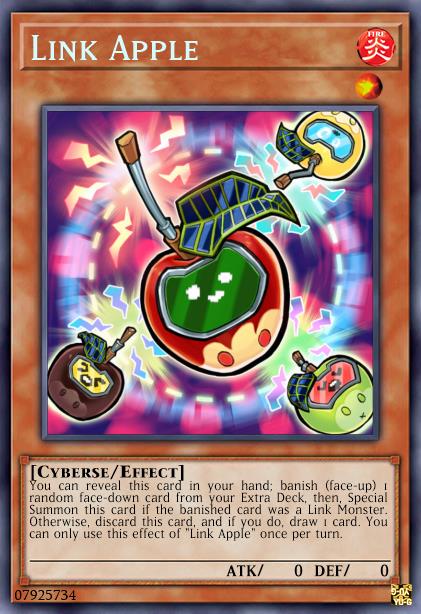 LINK APPLE
FIRE
炎
[CYBERSE/EFFECT]
You can reveal this card in your hand; banish (face-up) 1
random face-down card from your Extra Deck, then, Special
Summon this card if the banished card was a Link Monster.
Otherwise, discard this card, and if you do, draw 1 card. You
can only use this effect of "Link Apple" once per turn.
ATK/ 0 DEF/ 0
07925734